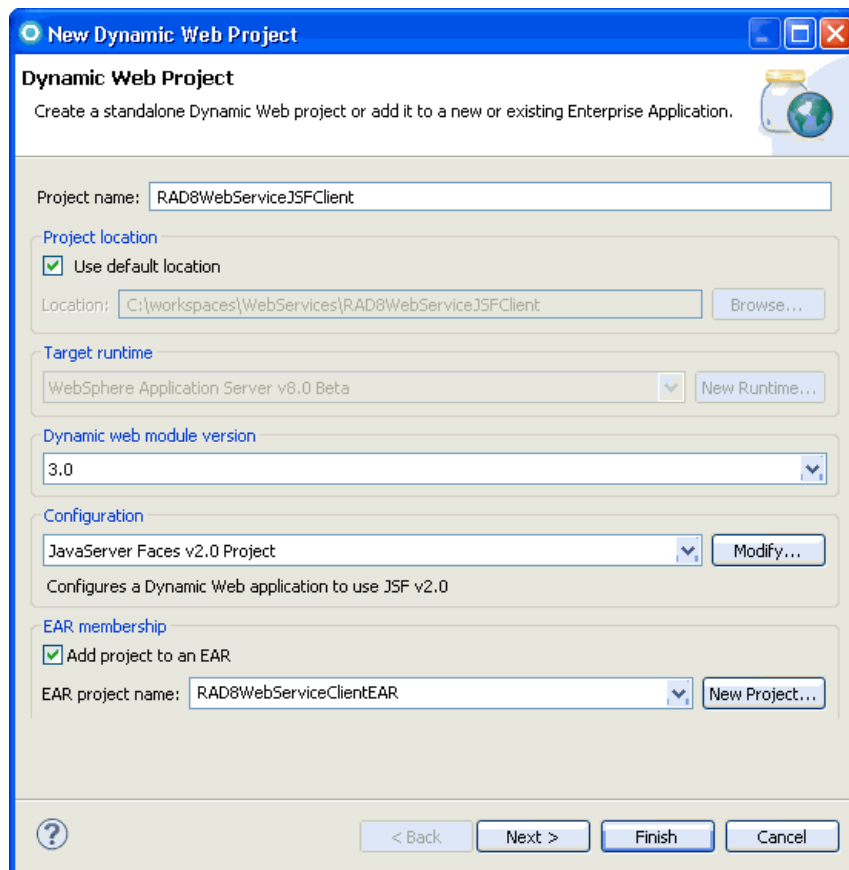 New Dynamic Web Project
Dynamic Web Project
Create a standalone Dynamic Web project or add it to a new or existing Enterprise Application.
Project name: RAD8WebServiceJSFClient
Project location
Use default location
Location: C:\workspaces\WebServices\RAD8WebServiceJSFClient Browse...
Target runtime
WebSphere Application Server v8.0 Beta New Runtime...
Dynamic web module version
3.0
Configuration
JavaServer Faces v2.0 Project Modify...
Configures a Dynamic Web application to use JSF v2.0
EAR membership
Add project to an EAR
EAR project name: RAD8WebServiceClientEAR New Project...
? < Back Next > Finish Cancel